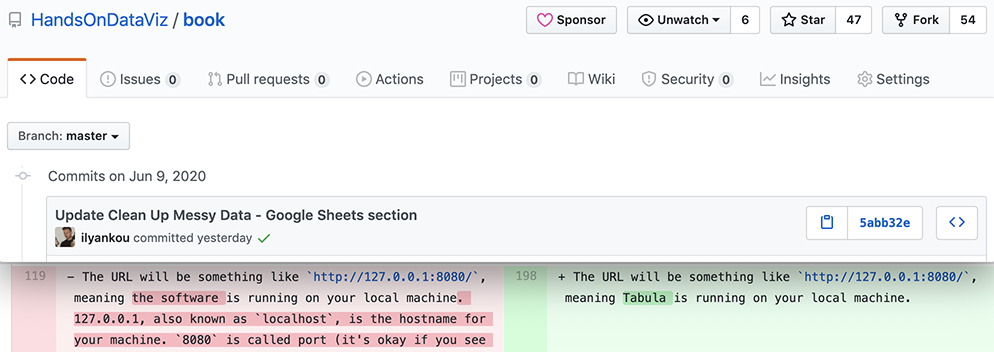 HandsOnDataViz / book
Sponsor Unwatch 6 Star 47 Fork 54
Code Issues 0 Pull requests 0 Actions Projects 0 Wiki Security 0 Insights Settings
Branch: master
Commits on Jun 9, 2020
Update Clean Up Messy Data - Google Sheets section
ilyankou committed yesterday
5abb32e
119 - The URL will be something like `http://127.0.0.1:8080/`,
meaning the software is running on your local machine.
127.0.0.1, also known as `localhost`, is the hostname for
your machine. `8080` is called port (it's okay if you see
198 + The URL will be something like `http://127.0.0.1:8080/`,
meaning Tabula is running on your local machine.